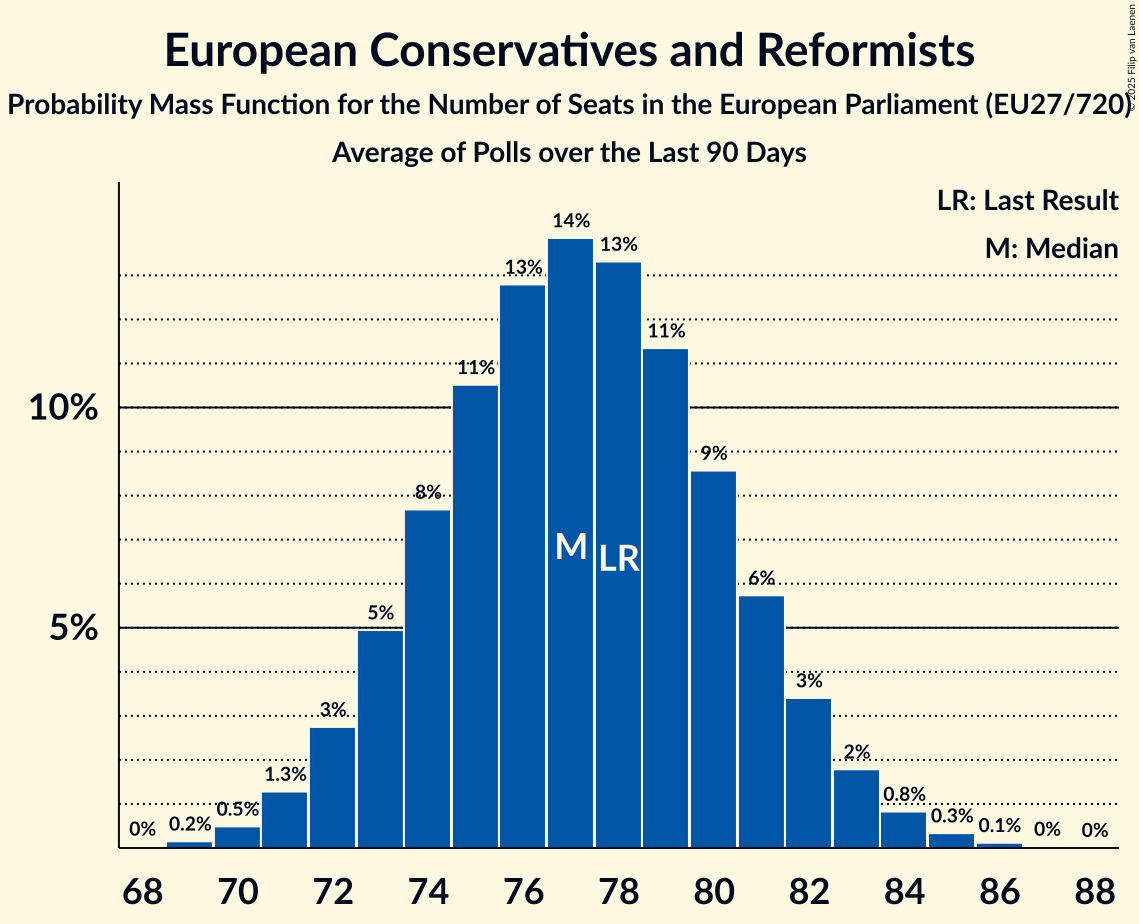 European Conservatives and Reformists
Probability Mass Function for the Number of Seats in the European Parliament (EU27/720)
Average of Polls over the Last 90 Days
© 2025 Filip van Laenen
LR: Last Result
M: Median
10%
5%
0%
0.2%
0.5%
1.3%
3%
5%
8%
11%
13%
14%
13%
11%
9%
6%
3%
2%
0.8%
0.3%
0.1%
0%
0%
M
LR
68 70 72 74 76 78 80 82 84 86 88